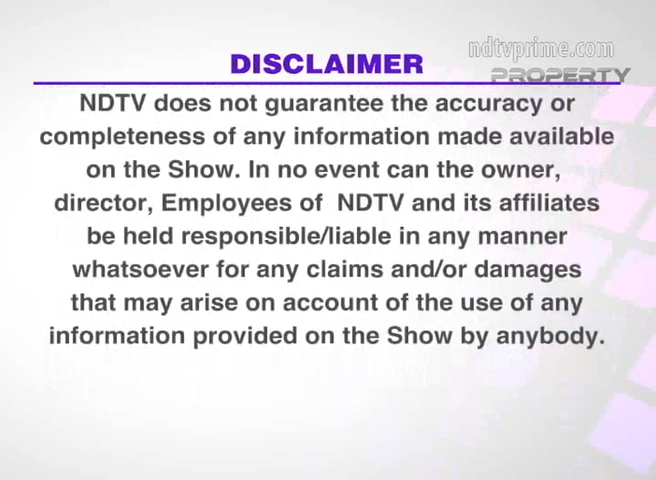 ndtvprime.com
DISCLAIMER
PROPERTY
NDTV does not guarantee the accuracy or
completeness of any information made available
on the Show. In no event can the owner,
director, Employees of  NDTV and its affiliates
be held responsible/liable in any manner
whatsoever for any claims and/or damages
that may arise on account of the use of any
information provided on the Show by anybody.